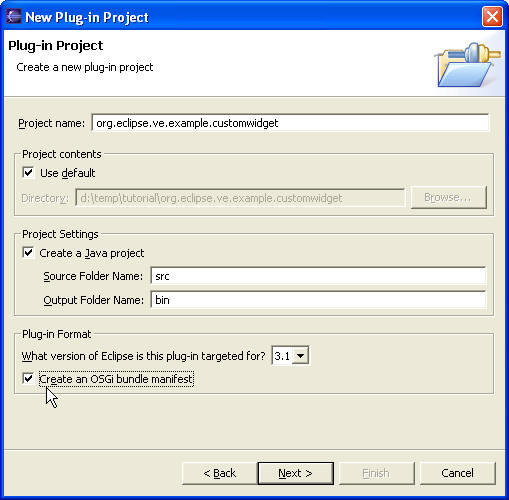 New Plug-in Project
Plug-in Project
Create a new plug-in project
Project name: org.eclipse.ve.example.customwidget
Project contents
Use default
Directory: d:\temp\tutorial\org.eclipse.ve.example.customwidget Browse...
Project Settings
Create a Java project
Source Folder Name: src
Output Folder Name: bin
Plug-in Format
What version of Eclipse is this plug-in targeted for? 3.1
Create an OSGi bundle manifest
< Back Next > Finish Cancel